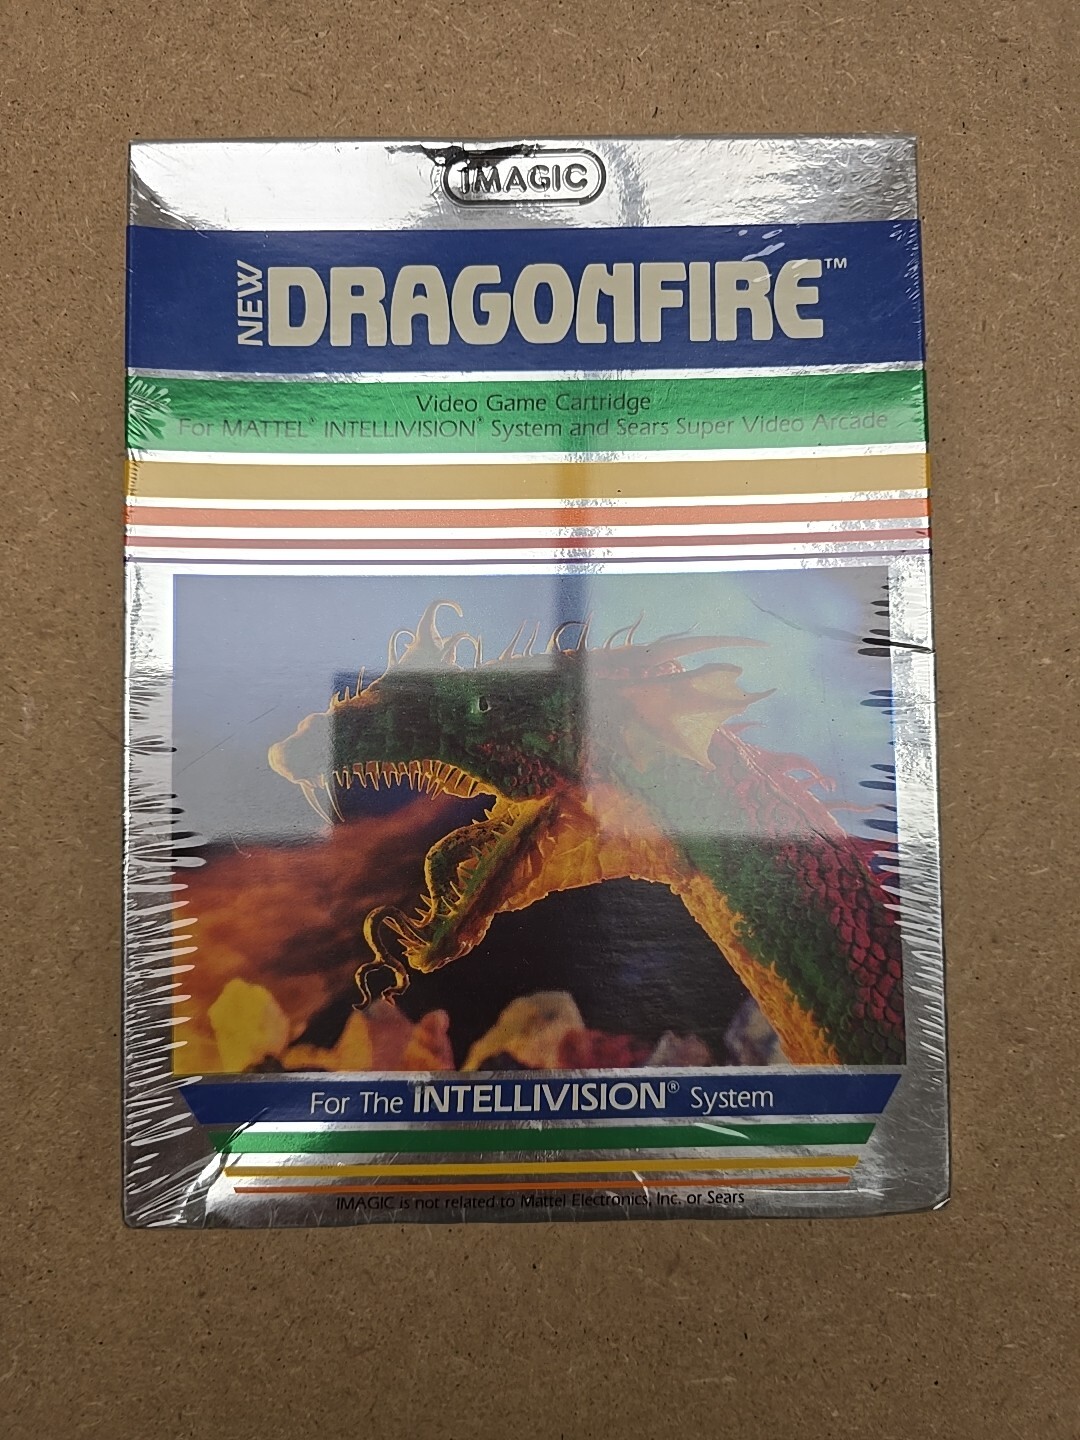 IMAGIC
NEW DRAGONFIRE™
Video Game Cartridge
For MATTEL® INTELLIVISION® System and Sears Super Video Arcade
For The INTELLIVISION® System
IMAGIC is not related to Mattel Electronics, Inc. or Sears